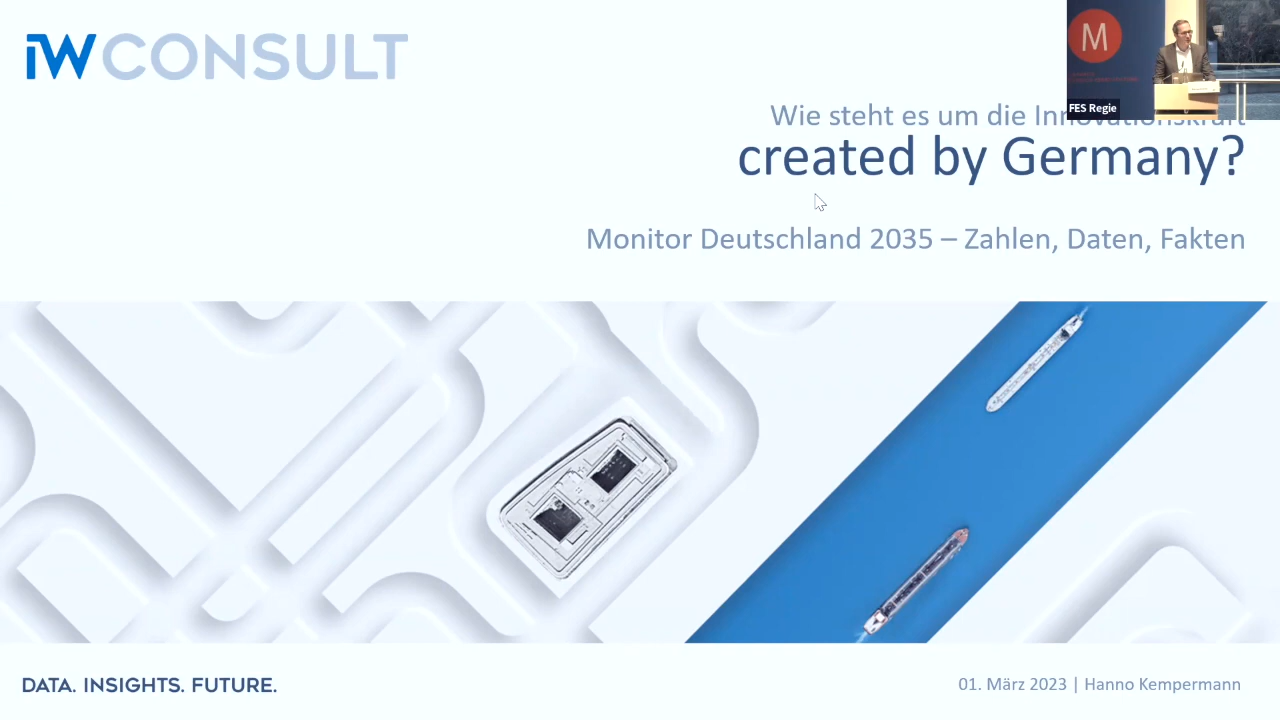 iWCONSULT
M
FES Regie
Wie steht es um die Innovationskraft
created by Germany?
Monitor Deutschland 2035 – Zahlen, Daten, Fakten
DATA. INSIGHTS. FUTURE.
01. März 2023 | Hanno Kempermann